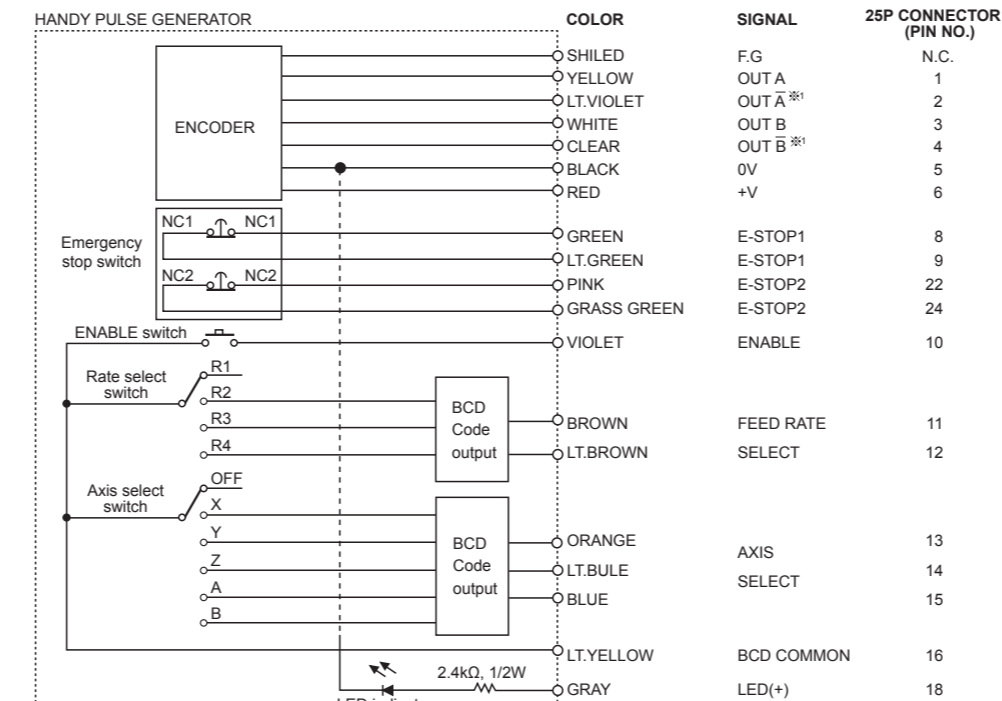 HANDY PULSE GENERATOR COLOR SIGNAL 25P CONNECTOR
(PIN NO.)
SHILED F.G N.C.
YELLOW OUT A 1
LT.VIOLET OUT A̅ ※1 2
WHITE OUT B 3
CLEAR OUT B̅ ※1 4
BLACK 0V 5
RED +V 6
ENCODER
NC1 NC1
GREEN E-STOP1 8
Emergency
stop switch
LT.GREEN E-STOP1 9
NC2 NC2
PINK E-STOP2 22
GRASS GREEN E-STOP2 24
ENABLE switch
VIOLET ENABLE 10
Rate select
switch
R1
R2
R3
R4
BCD
Code
output
BROWN FEED RATE 11
LT.BROWN SELECT 12
Axis select
switch
OFF
X
Y
Z
A
B
BCD
Code
output
ORANGE 13
AXIS
LT.BULE 14
SELECT
BLUE 15
LT.YELLOW BCD COMMON 16
2.4kΩ, 1/2W
GRAY LED(+) 18